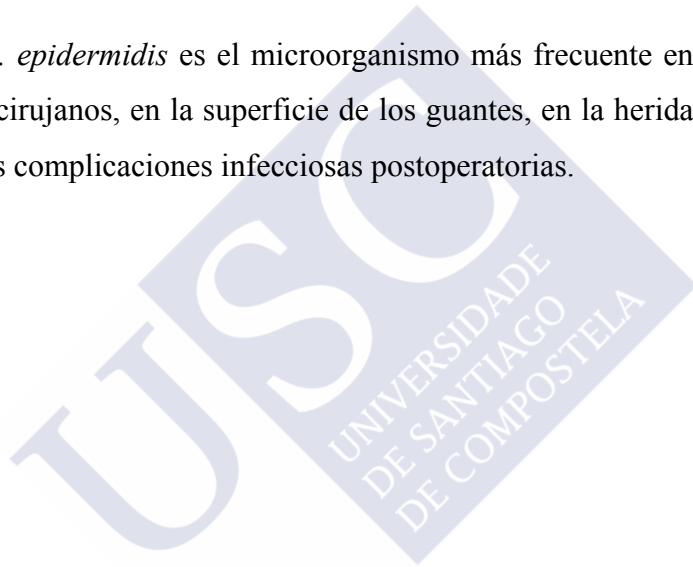 . epidermidis es el microorganismo más frecuente en
cirujanos, en la superficie de los guantes, en la herida
s complicaciones infecciosas postoperatorias.
USC
UNIVERSIDADE
DE SANTIAGO
DE COMPOSTELA